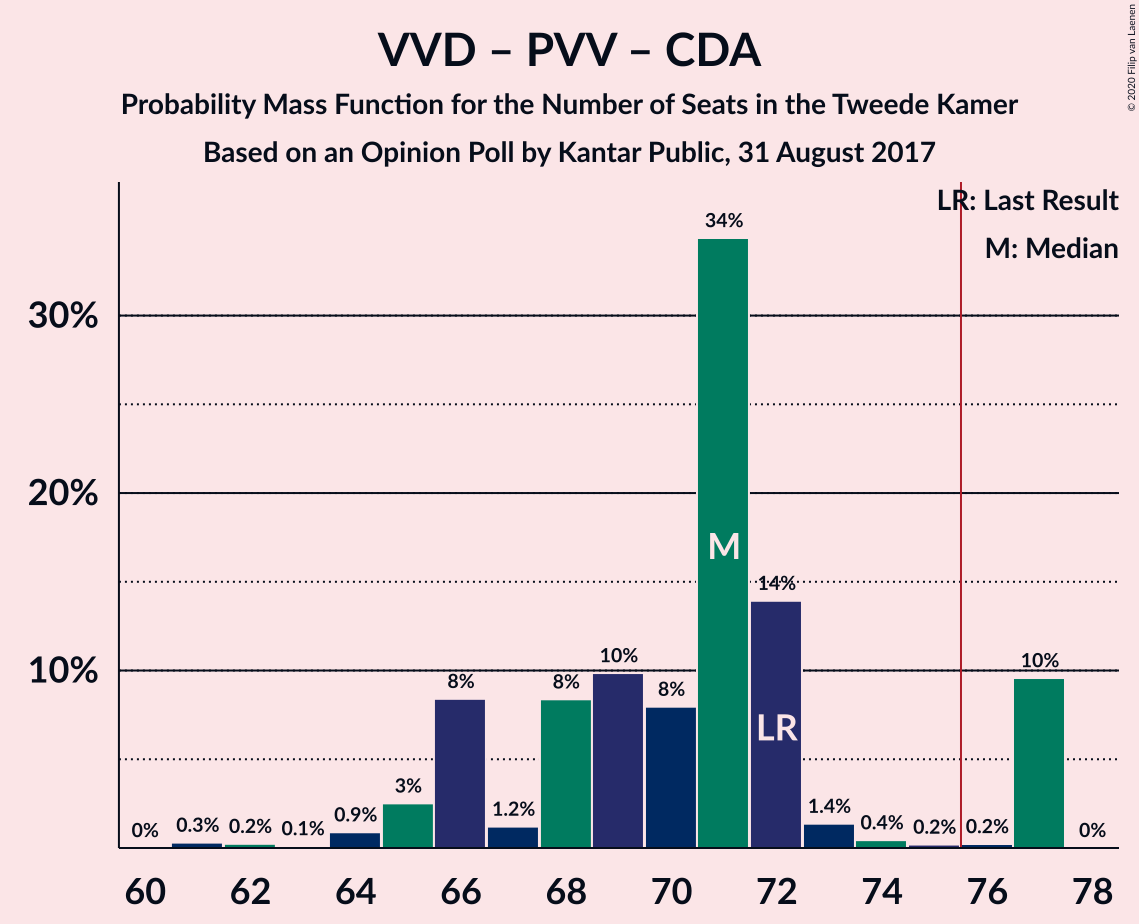 VVD – PVV – CDA
Probability Mass Function for the Number of Seats in the Tweede Kamer
Based on an Opinion Poll by Kantar Public, 31 August 2017
© 2020 Filip van Laenen
LR: Last Result
M: Median
30%
20%
10%
0%
0.3%
0.2%
0.1%
0.9%
3%
8%
1.2%
8%
10%
8%
34%
14%
1.4%
0.4%
0.2%
0.2%
10%
0%
M
LR
60 62 64 66 68 70 72 74 76 78